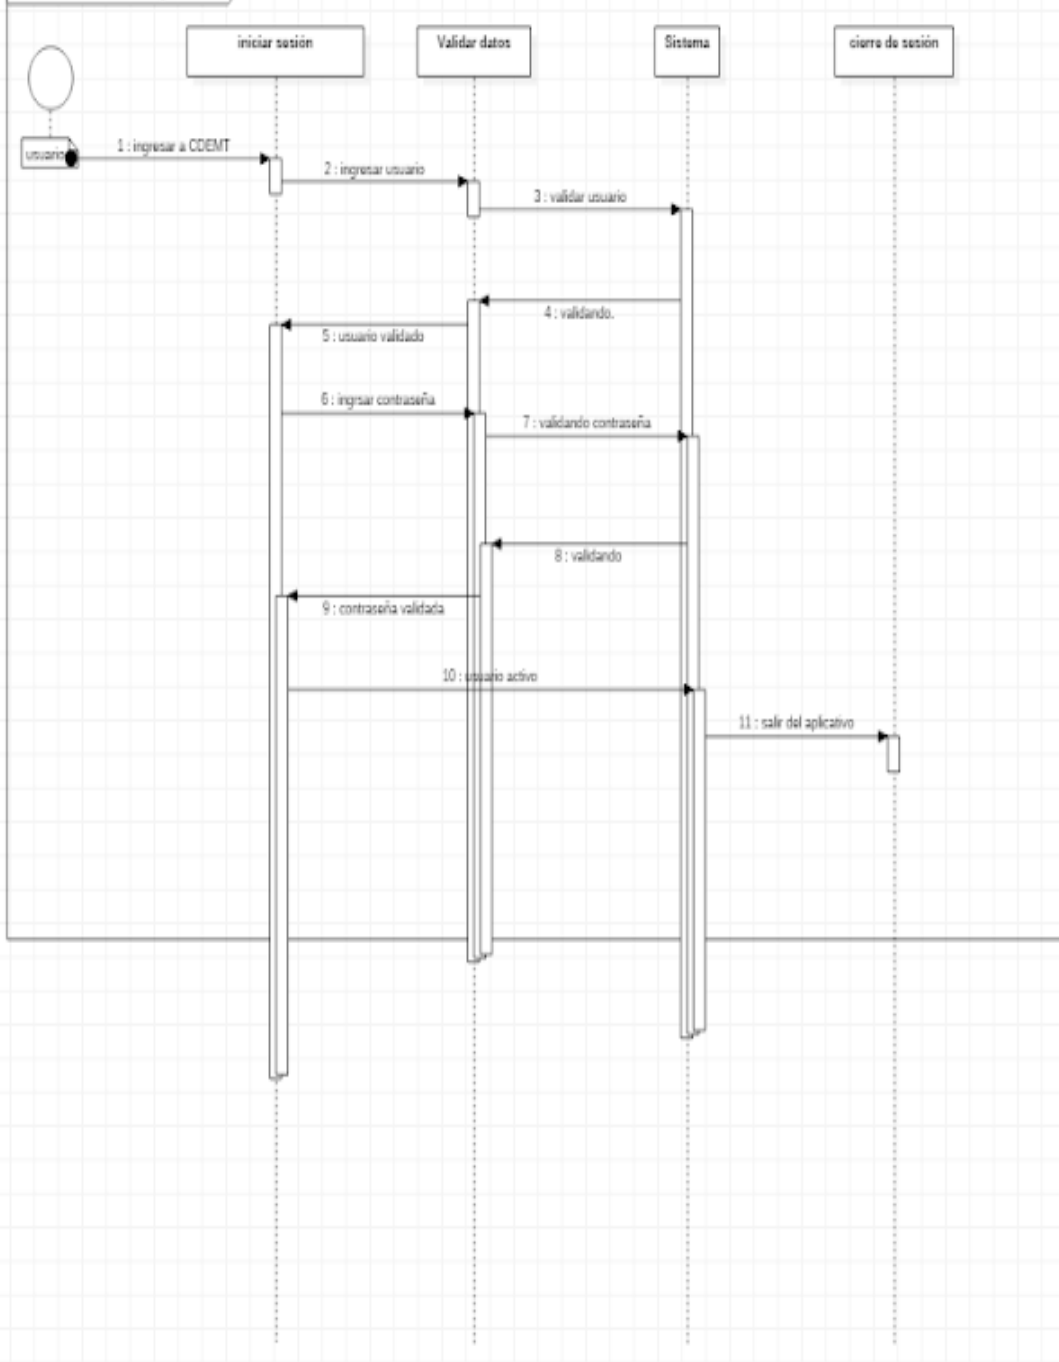 iniciar sesión
Validar datos
Sistema
cierre de sesión
usuario
1 : ingresar a CDEMT
2 : ingresar usuario
3 : validar usuario
4 : validando.
5 : usuario validado
6 : ingrsar contraseña
7 : validando contraseña
8 : validando
9 : contraseña validada
10 : usuario activo
11 : salir del aplicativo